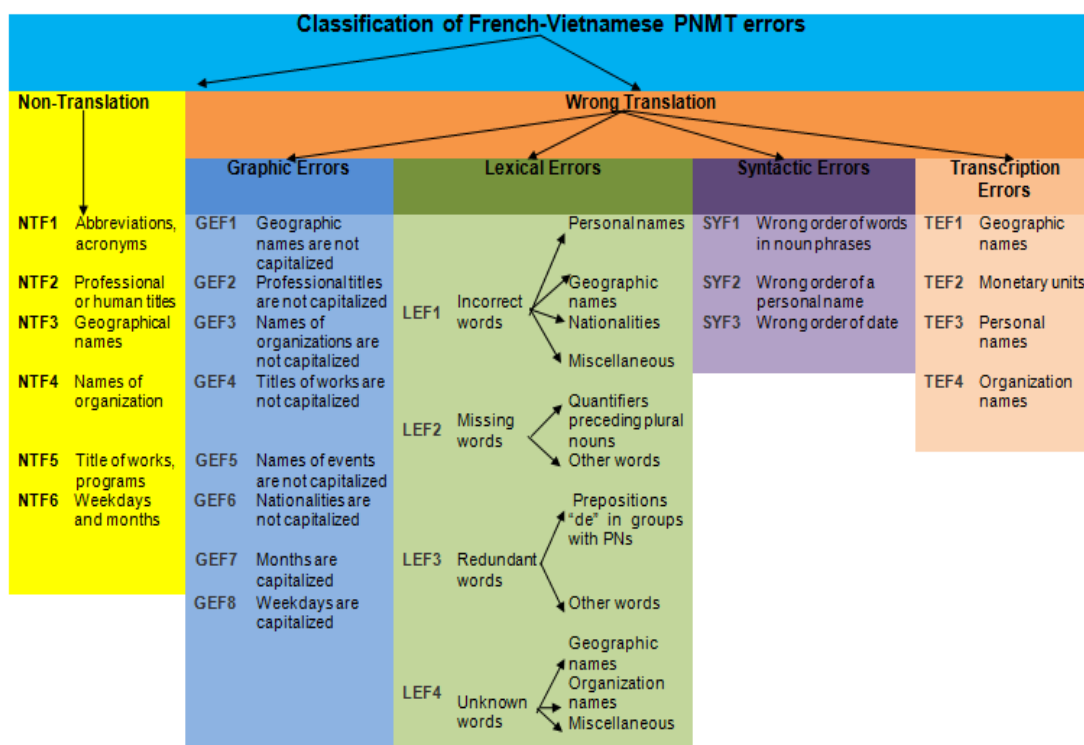 Classification of French-Vietnamese PNMT errors
Non-Translation
Wrong Translation
Graphic Errors
Lexical Errors
Syntactic Errors
Transcription
Errors
NTF1 Abbreviations,
acronyms
NTF2 Professional
or human titles
NTF3 Geographical
names
NTF4 Names of
organization
NTF5 Title of works,
programs
NTF6 Weekdays
and months
GEF1 Geographic
names are not
capitalized
GEF2 Professional titles
are not capitalized
GEF3 Names of
organizations are
not capitalized
GEF4 Titles of works are
not capitalized
GEF5 Names of events
are not capitalized
GEF6 Nationalities are
not capitalized
GEF7 Months are
capitalized
GEF8 Weekdays are
capitalized
LEF1 Incorrect
words
Personal names
Geographic
names
Nationalities
Miscellaneous
LEF2 Missing
words
Quantifiers
preceding plural
nouns
Other words
LEF3 Redundant
words
Prepositions
"de" in groups
with PNs
Other words
LEF4 Unknown
words
Geographic
names
Organization
names
Miscellaneous
SYF1 Wrong order of words
in noun phrases
SYF2 Wrong order of a
personal name
SYF3 Wrong order of date
TEF1 Geographic
names
TEF2 Monetary units
TEF3 Personal
names
TEF4 Organization
names